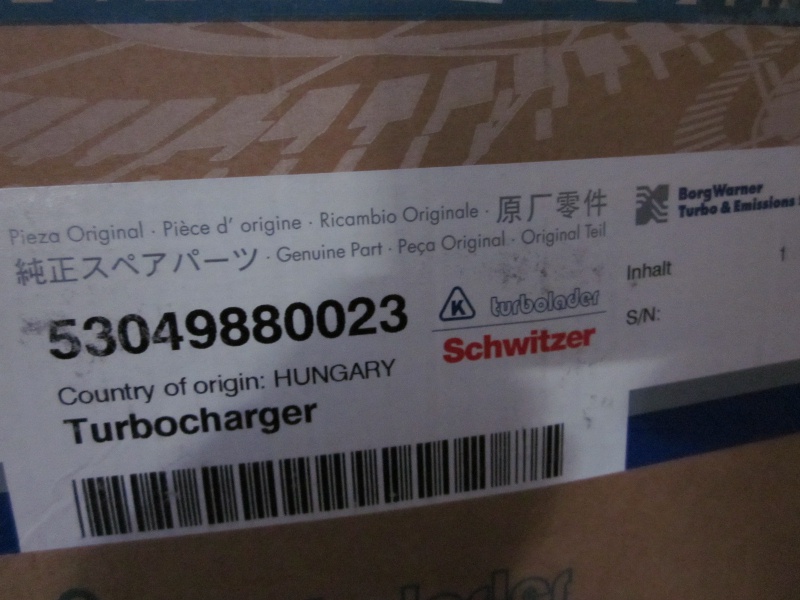 Pieza Original · Pièce d' origine · Ricambio Originale · 原厂零件
純正スペアパーツ · Genuine Part · Peça Original · Original Teil
BorgWarner
Turbo & Emissions
53049880023
K turbolader
Schwitzer
Inhalt 1
S/N:
Country of origin: HUNGARY
Turbocharger